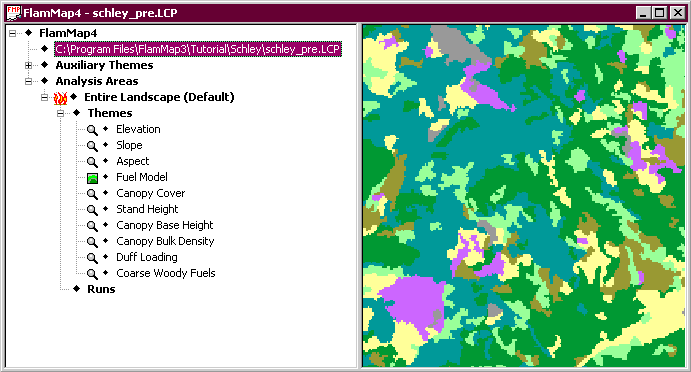 FlamMap4 - schley_pre.LCP
FlamMap4
C:\Program Files\FlamMap3\Tutorial\Schley\schley_pre.LCP
Auxiliary Themes
Analysis Areas
Entire Landscape (Default)
Themes
Elevation
Slope
Aspect
Fuel Model
Canopy Cover
Stand Height
Canopy Base Height
Canopy Bulk Density
Duff Loading
Coarse Woody Fuels
Runs